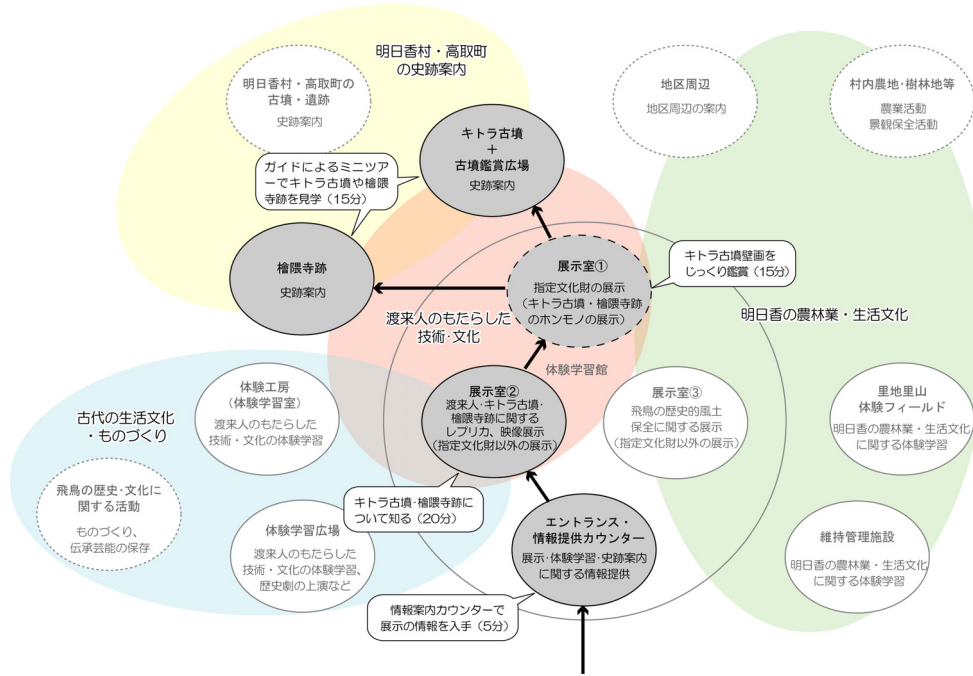 明日香村・高取町
の史跡案内
明日香村・高取町の
古墳・遺跡
史跡案内
地区周辺
地区周辺の案内
村内農地・樹林地等
農業活動
景観保全活動
キトラ古墳
＋
古墳鑑賞広場
史跡案内
ガイドによるミニツア
ーでキトラ古墳や檜隈
寺跡を見学（15分）
檜隈寺跡
史跡案内
展示室①
指定文化財の展示
（キトラ古墳・檜隈寺跡
のホンモノの展示）
キトラ古墳壁画を
じっくり鑑賞（15分）
渡来人のもたらした
技術・文化
明日香の農林業・生活文化
体験学習館
展示室②
渡来人・キトラ古墳・
檜隈寺跡に関する
レプリカ、映像展示
（指定文化財以外の展示）
展示室③
飛鳥の歴史的風土
保全に関する展示
（指定文化財以外の展示）
里地里山
体験フィールド
明日香の農林業・生活文化
に関する体験学習
古代の生活文化
・ものづくり
体験工房
（体験学習室）
渡来人のもたらした
技術・文化の体験学習
飛鳥の歴史・文化に
関する活動
ものづくり、
伝承芸能の保存
キトラ古墳・檜隈寺跡に
ついて知る（20分）
体験学習広場
渡来人のもたらした
技術・文化の体験学習、
歴史劇の上演など
エントランス・
情報提供カウンター
展示・体験学習・史跡案内
に関する情報提供
維持管理施設
明日香の農林業・生活文化
に関する体験学習
情報案内カウンターで
展示の情報を入手（5分）